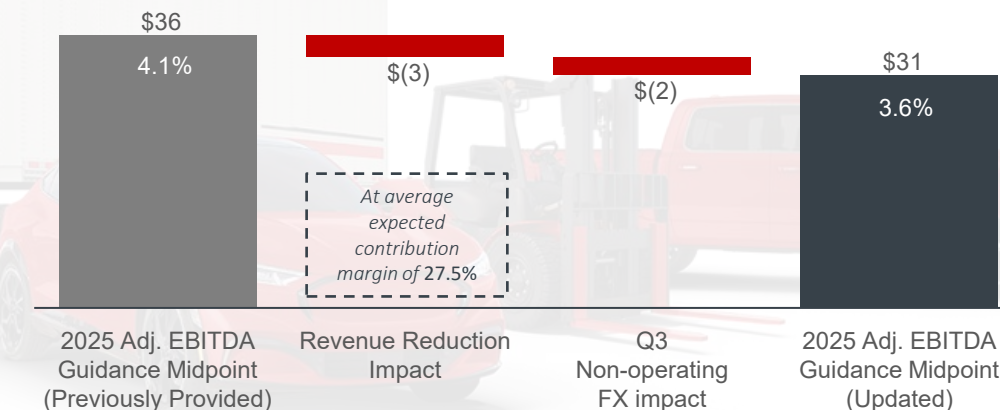 $36
4.1%
$(3)
$(2)
$31
3.6%
At average
expected
contribution
margin of 27.5%
2025 Adj. EBITDA
Guidance Midpoint
(Previously Provided)
Revenue Reduction
Impact
Q3
Non-operating
FX impact
2025 Adj. EBITDA
Guidance Midpoint
(Updated)